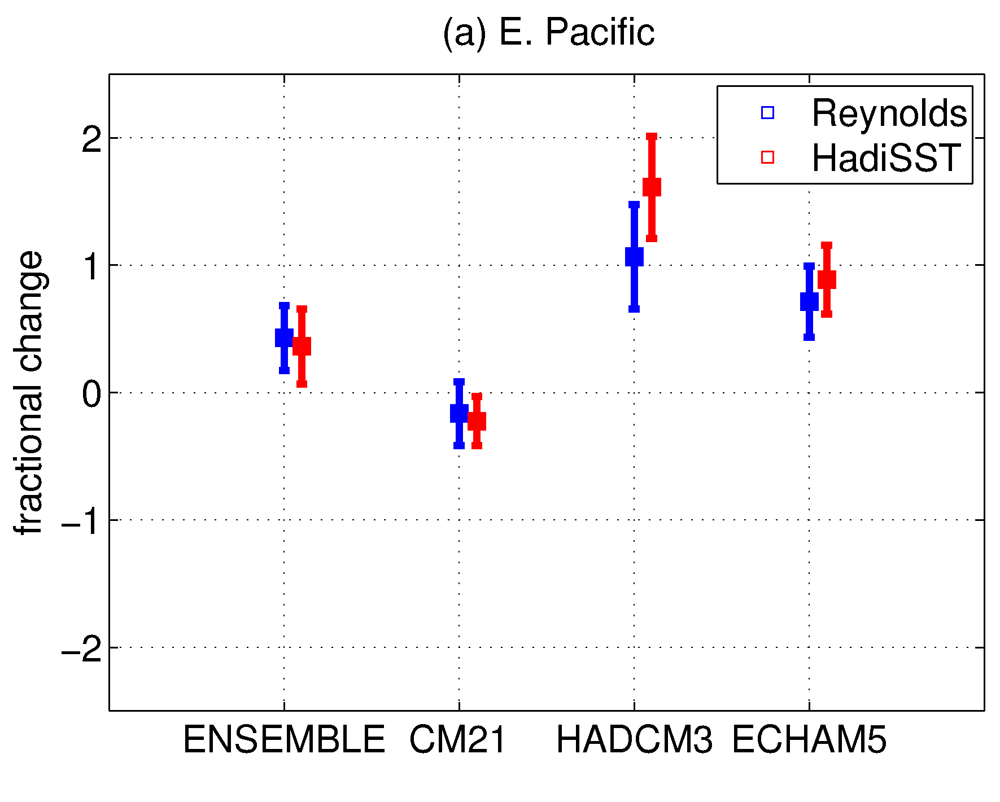 (a) E. Pacific
Reynolds
HadiSST
fractional change
2
1
0
−1
−2
ENSEMBLE CM21 HADCM3 ECHAM5